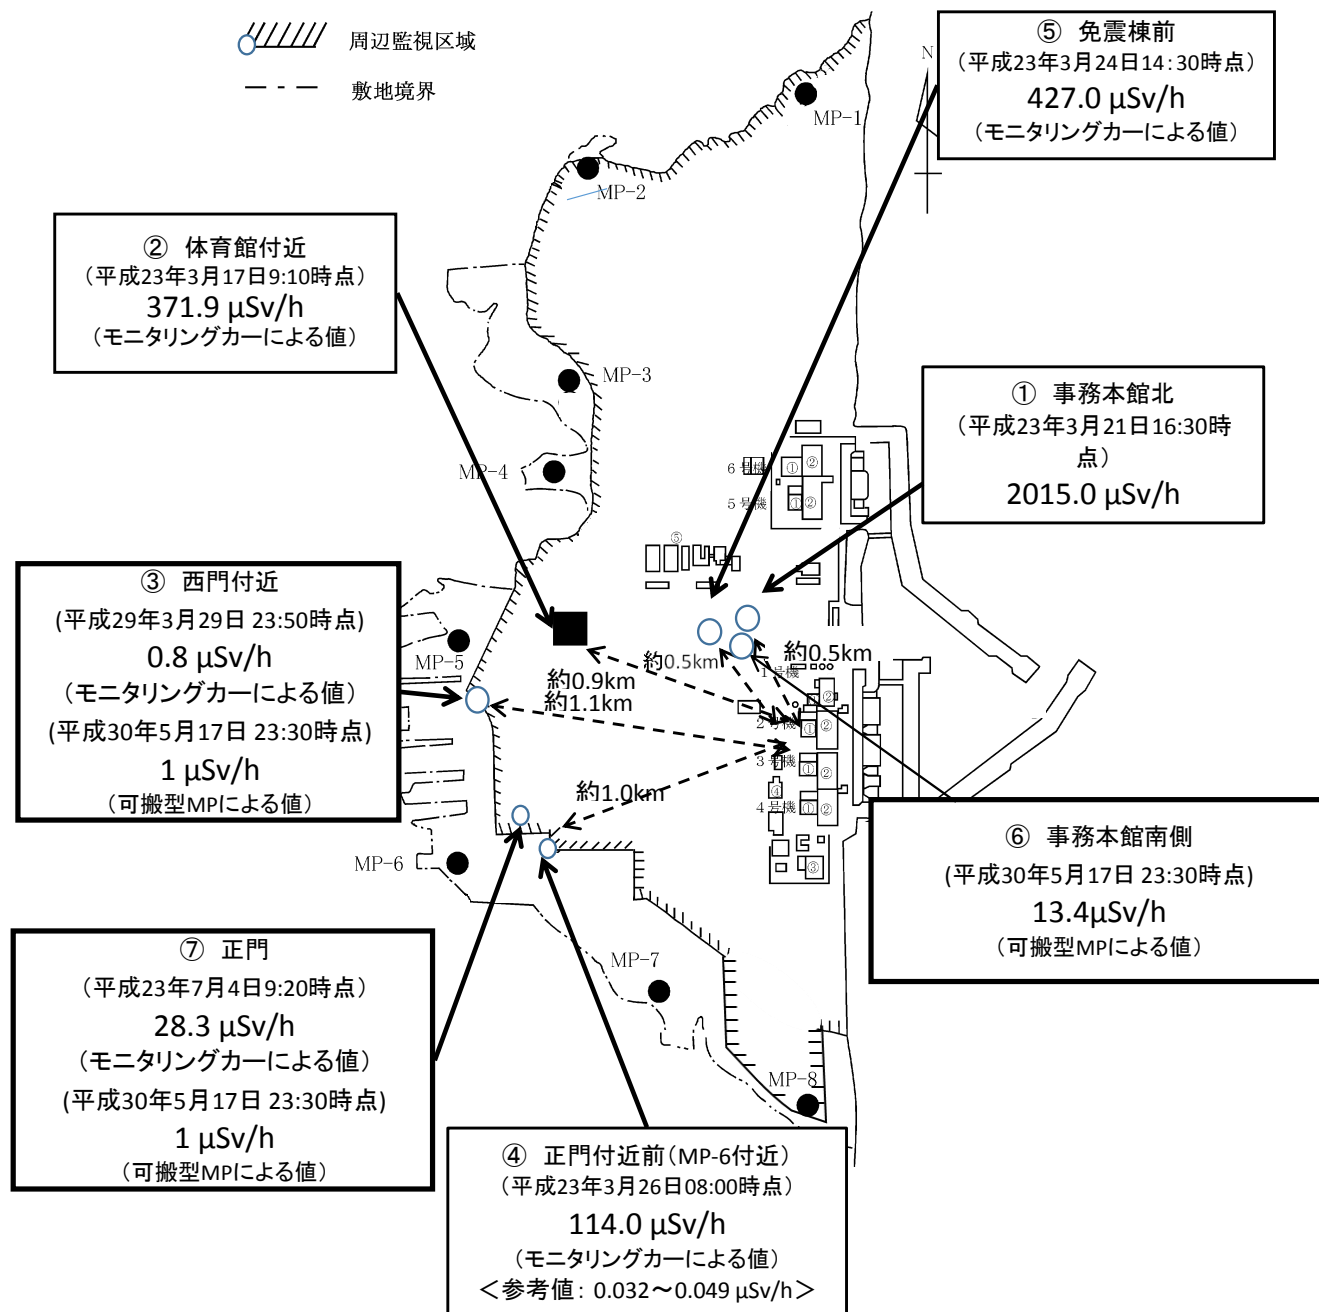 周辺監視区域
敷地境界
⑤ 免震棟前
(平成23年3月24日14:30時点)
427.0 μSv/h
(モニタリングカーによる値)
N
MP-1
MP-2
② 体育館付近
(平成23年3月17日9:10時点)
371.9 μSv/h
(モニタリングカーによる値)
MP-3
① 事務本館北
(平成23年3月21日16:30時
点)
2015.0 μSv/h
MP-4
6号機
①
②
5号機
①
②
⑤
③ 西門付近
(平成29年3月29日 23:50時点)
0.8 μSv/h
(モニタリングカーによる値)
(平成30年5月17日 23:30時点)
1 μSv/h
(可搬型MPによる値)
MP-5
約0.5km
約0.5km
約0.9km
約1.1km
1号機
②
2号機
①
②
3号機
①
②
④
4号機
①
②
③
約1.0km
MP-6
⑥ 事務本館南側
(平成30年5月17日 23:30時点)
13.4μSv/h
(可搬型MPによる値)
⑦ 正門
(平成23年7月4日9:20時点)
28.3 μSv/h
(モニタリングカーによる値)
(平成30年5月17日 23:30時点)
1 μSv/h
(可搬型MPによる値)
MP-7
MP-8
④ 正門付近前(MP-6付近)
(平成23年3月26日08:00時点)
114.0 μSv/h
(モニタリングカーによる値)
<参考値: 0.032~0.049 μSv/h>